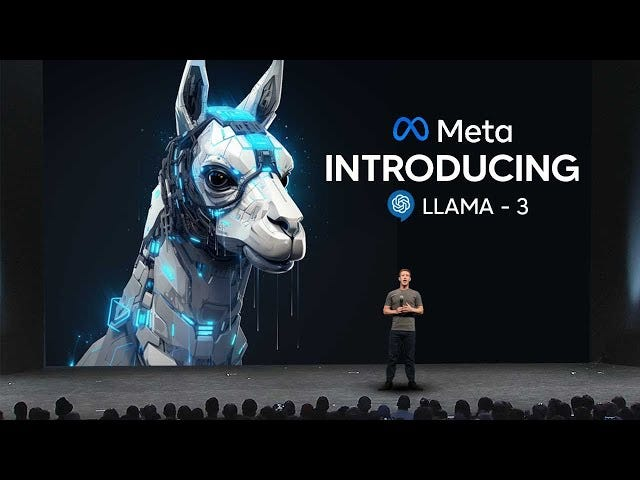 Meta
INTRODUCING
LLAMA - 3